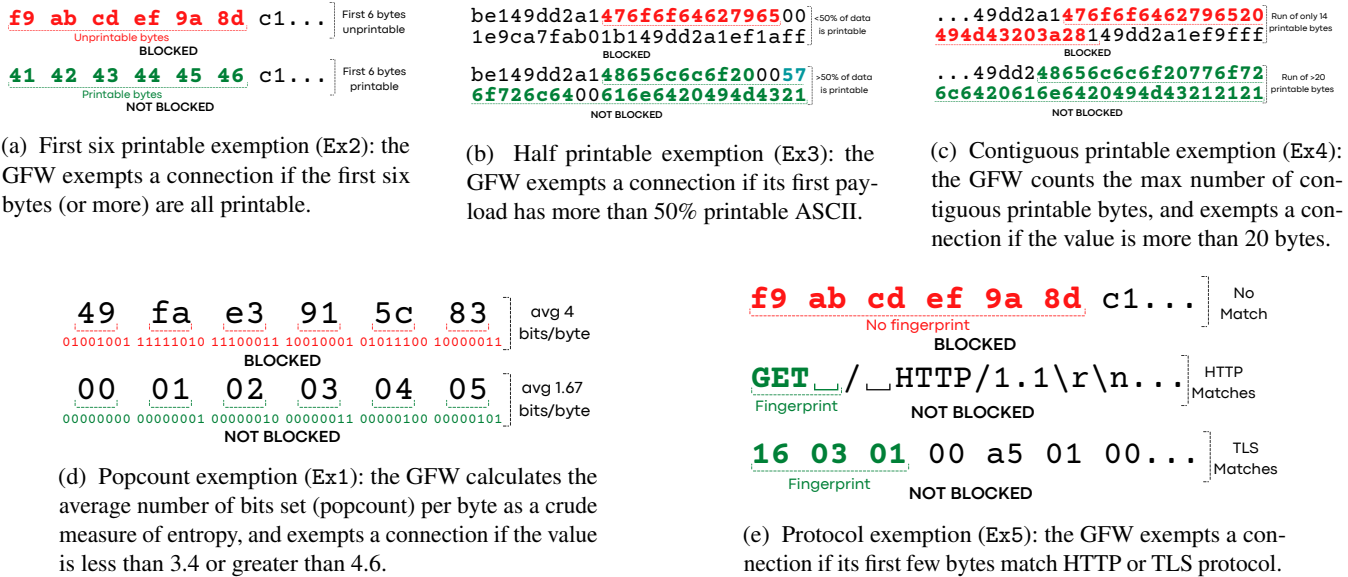 f9 ab cd ef 9a 8d c1...
Unprintable bytes
BLOCKED
First 6 bytes
unprintable
41 42 43 44 45 46 c1...
Printable bytes
NOT BLOCKED
First 6 bytes
printable
(a) First six printable exemption (Ex2): the
GFW exempts a connection if the first six
bytes (or more) are all printable.
be149dd2a1476f6f646279650​0
1e9ca7fab01b149dd2a1ef1aff
BLOCKED
<50% of data
is printable
be149dd2a148656c6c6f200057
6f726c6400616e6420494d4321
NOT BLOCKED
>50% of data
is printable
(b) Half printable exemption (Ex3): the
GFW exempts a connection if its first pay-
load has more than 50% printable ASCII.
...49dd2a1476f6f6462796520
494d43203a28149dd2a1ef9fff
BLOCKED
Run of only 14
printable bytes
...49dd248656c6c6f20776f72
6c6420616e6420494d43212121
NOT BLOCKED
Run of >20
printable bytes
(c) Contiguous printable exemption (Ex4):
the GFW counts the max number of con-
tiguous printable bytes, and exempts a con-
nection if the value is more than 20 bytes.
49 fa e3 91 5c 83
01001001 11111010 11100011 10010001 01011100 10000011
BLOCKED
avg 4
bits/byte
00 01 02 03 04 05
00000000 00000001 00000010 00000011 00000100 00000101
NOT BLOCKED
avg 1.67
bits/byte
(d) Popcount exemption (Ex1): the GFW calculates the
average number of bits set (popcount) per byte as a crude
measure of entropy, and exempts a connection if the value
is less than 3.4 or greater than 4.6.
f9 ab cd ef 9a 8d c1...
No fingerprint
BLOCKED
No
Match
GET␣/␣HTTP/1.1\r\n...
Fingerprint
NOT BLOCKED
HTTP
Matches
16 03 01 00 a5 01 00...
Fingerprint
NOT BLOCKED
TLS
Matches
(e) Protocol exemption (Ex5): the GFW exempts a con-
nection if its first few bytes match HTTP or TLS protocol.